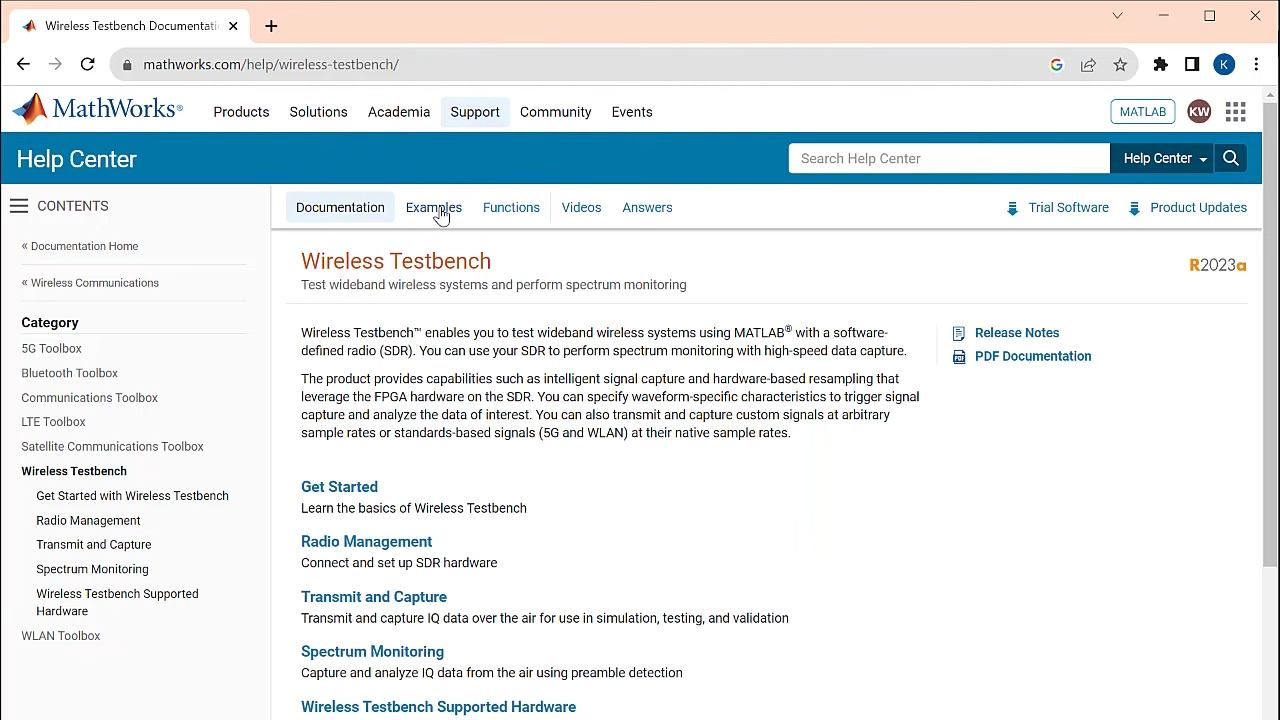 Wireless Testbench Documentati
mathworks.com/help/wireless-testbench/
K
MathWorks®
Products
Solutions
Academia
Support
Community
Events
MATLAB
KW
Help Center
Search Help Center
Help Center
CONTENTS
Documentation
Examples
Functions
Videos
Answers
Trial Software
Product Updates
« Documentation Home
« Wireless Communications
Category
5G Toolbox
Bluetooth Toolbox
Communications Toolbox
LTE Toolbox
Satellite Communications Toolbox
Wireless Testbench
Get Started with Wireless Testbench
Radio Management
Transmit and Capture
Spectrum Monitoring
Wireless Testbench Supported
Hardware
WLAN Toolbox
Wireless Testbench
R2023a
Test wideband wireless systems and perform spectrum monitoring
Wireless Testbench™ enables you to test wideband wireless systems using MATLAB® with a software-
defined radio (SDR). You can use your SDR to perform spectrum monitoring with high-speed data capture.
The product provides capabilities such as intelligent signal capture and hardware-based resampling that
leverage the FPGA hardware on the SDR. You can specify waveform-specific characteristics to trigger signal
capture and analyze the data of interest. You can also transmit and capture custom signals at arbitrary
sample rates or standards-based signals (5G and WLAN) at their native sample rates.
Release Notes
PDF Documentation
Get Started
Learn the basics of Wireless Testbench
Radio Management
Connect and set up SDR hardware
Transmit and Capture
Transmit and capture IQ data over the air for use in simulation, testing, and validation
Spectrum Monitoring
Capture and analyze IQ data from the air using preamble detection
Wireless Testbench Supported Hardware